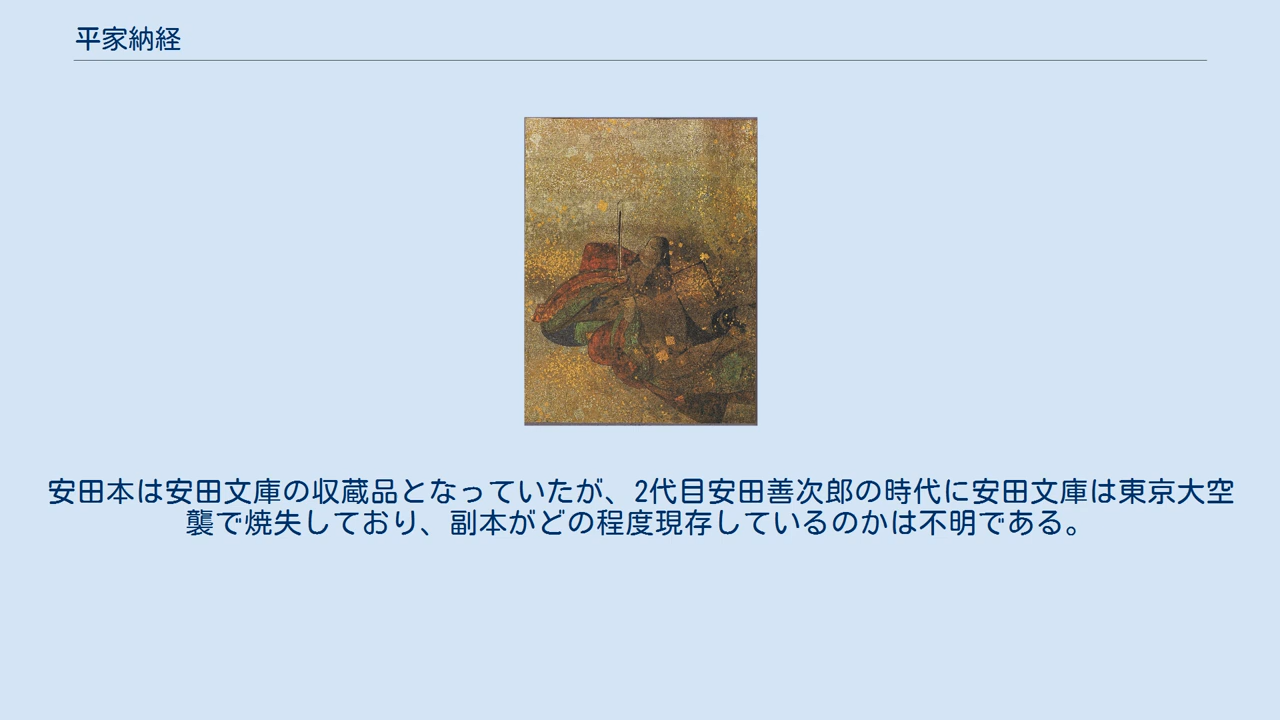 平家納経
安田本は安田文庫の収蔵品となっていたが、2代目安田善次郎の時代に安田文庫は東京大空
襲で焼失しており、副本がどの程度現存しているのかは不明である。